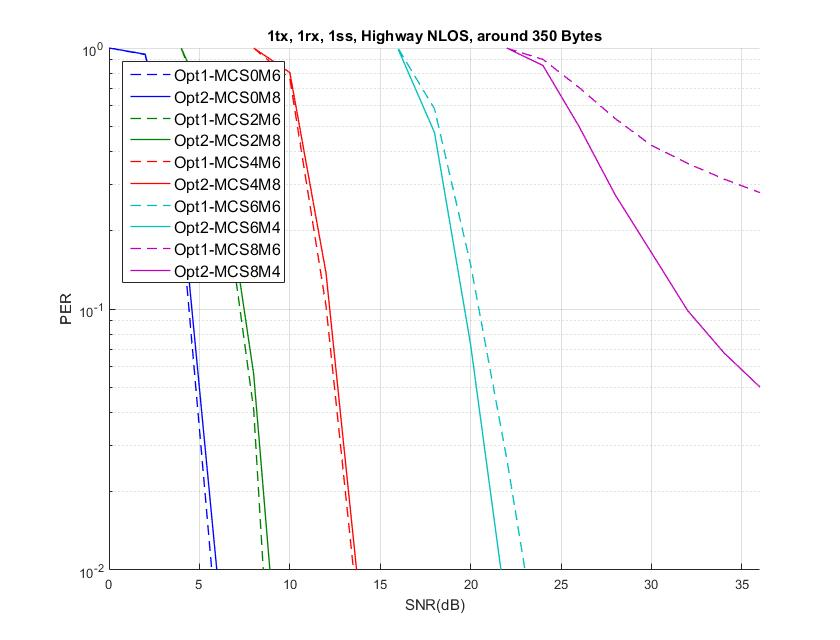 1tx, 1rx, 1ss, Highway NLOS, around 350 Bytes
10^0
Opt1-MCS0M6
Opt2-MCS0M8
Opt1-MCS2M6
Opt2-MCS2M8
Opt1-MCS4M6
Opt2-MCS4M8
Opt1-MCS6M6
Opt2-MCS6M4
Opt1-MCS8M6
Opt2-MCS8M4
PER
10^-1
10^-2
0 5 10 15 20 25 30 35
SNR(dB)